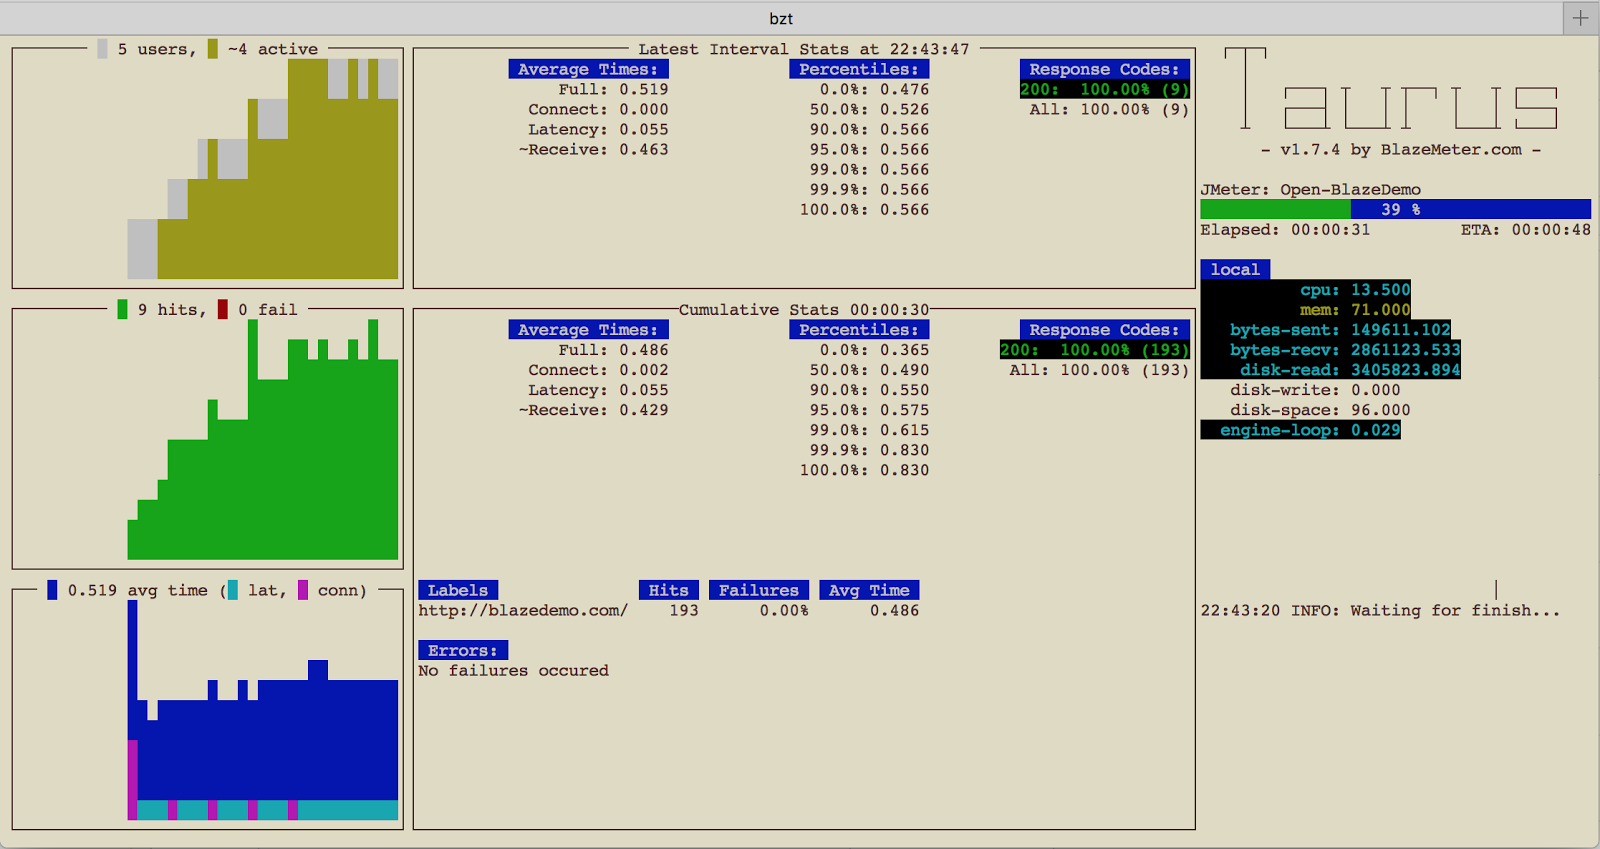 bzt
5 users, ~4 active
9 hits, 0 fail
0.519 avg time ( lat, conn)
Latest Interval Stats at 22:43:47
Average Times:
Full: 0.519
Connect: 0.000
Latency: 0.055
~Receive: 0.463
Percentiles:
0.0%: 0.476
50.0%: 0.526
90.0%: 0.566
95.0%: 0.566
99.0%: 0.566
99.9%: 0.566
100.0%: 0.566
Response Codes:
200: 100.00% (9)
All: 100.00% (9)
Cumulative Stats 00:00:30
Average Times:
Full: 0.486
Connect: 0.002
Latency: 0.055
~Receive: 0.429
Percentiles:
0.0%: 0.365
50.0%: 0.490
90.0%: 0.550
95.0%: 0.575
99.0%: 0.615
99.9%: 0.830
100.0%: 0.830
Response Codes:
200: 100.00% (193)
All: 100.00% (193)
Labels Hits Failures Avg Time
http://blazedemo.com/ 193 0.00% 0.486
Errors:
No failures occured
Taurus
- v1.7.4 by BlazeMeter.com -
JMeter: Open-BlazeDemo
39 %
Elapsed: 00:00:31 ETA: 00:00:48
local
cpu: 13.500
mem: 71.000
bytes-sent: 149611.102
bytes-recv: 2861123.533
disk-read: 3405823.894
disk-write: 0.000
disk-space: 96.000
engine-loop: 0.029
22:43:20 INFO: Waiting for finish...